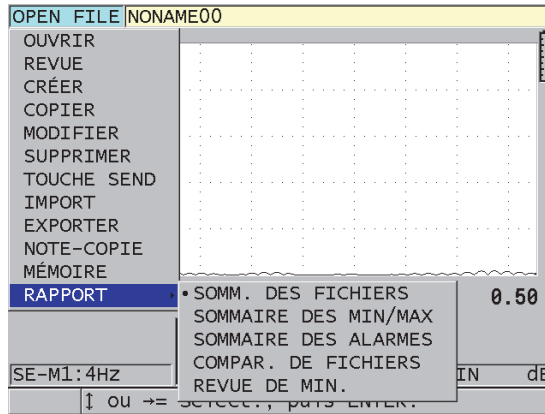 OPEN FILE NONAME00
OUVRIR
REVUE
CRÉER
COPIER
MODIFIER
SUPPRIMER
TOUCHE SEND
IMPORT
EXPORTER
NOTE-COPIE
MÉMOIRE
RAPPORT
• SOMM. DES FICHIERS
SOMMAIRE DES MIN/MAX
SOMMAIRE DES ALARMES
COMPAR. DE FICHIERS
REVUE DE MIN.
0.50
SE-M1:4Hz
↕ ou →= puis ENTER.